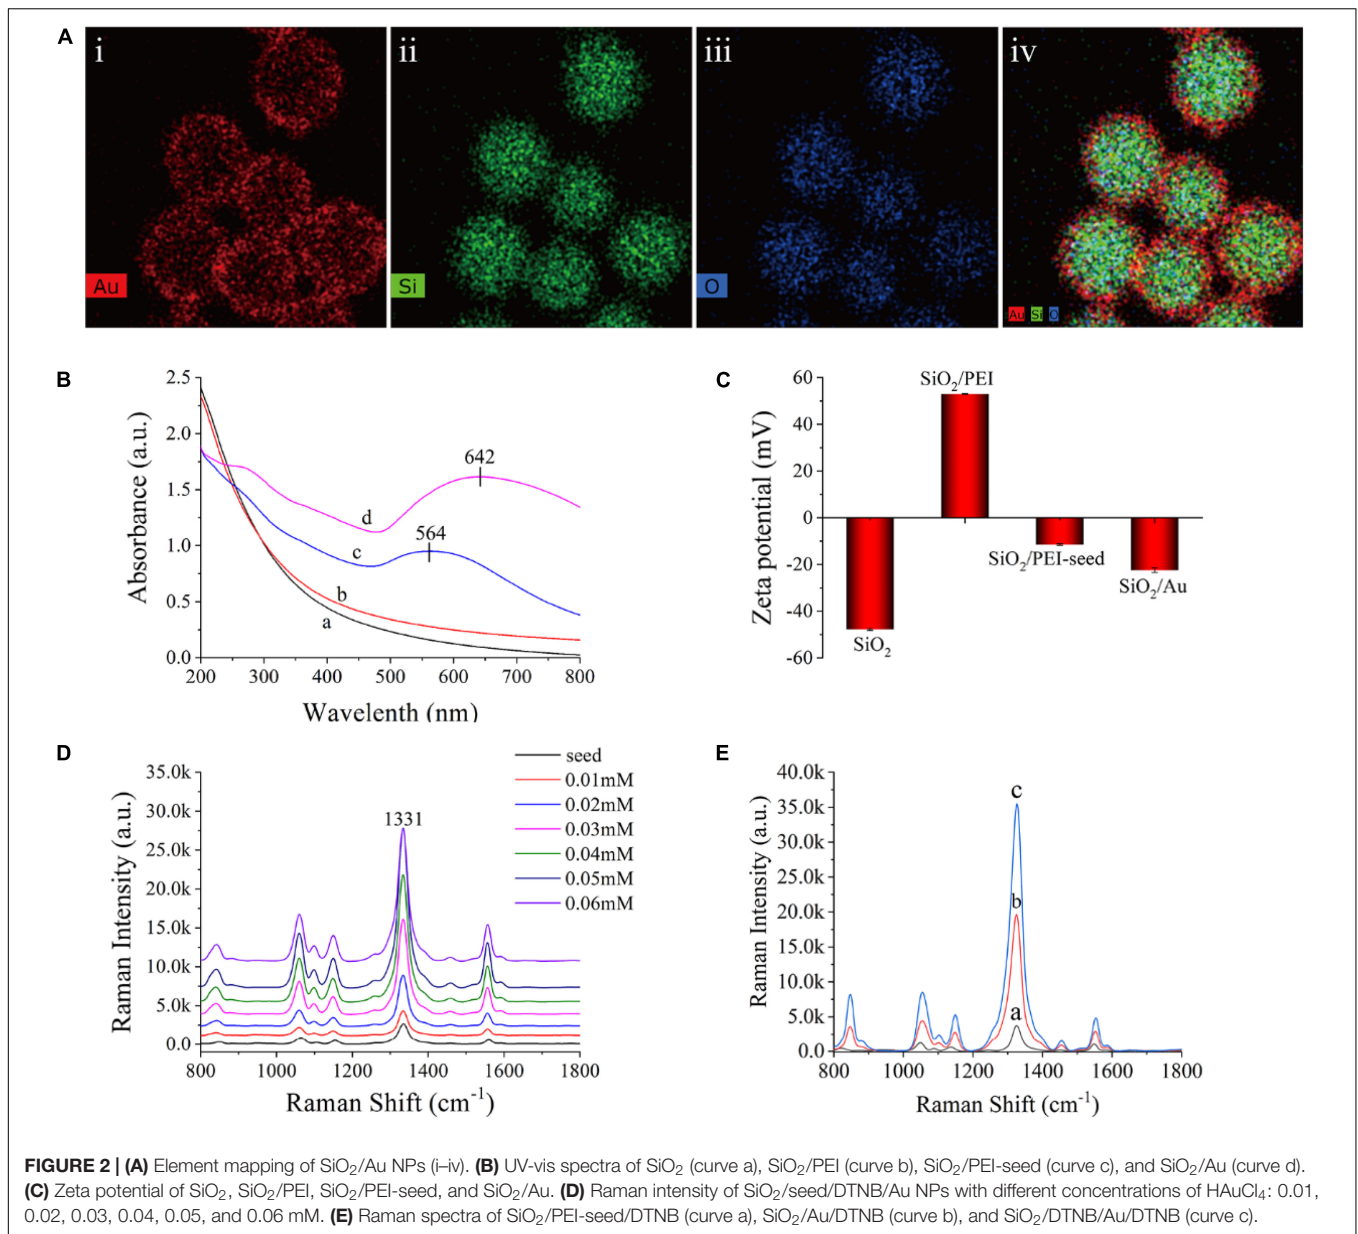 A
i
ii
iii
iv
Au
Si
O
Au Si O
B
2.5
2.0
1.5
1.0
0.5
0.0
Absorbance (a.u.)
642
564
d
c
b
a
200 300 400 500 600 700 800
Wavelenth (nm)
C
60
40
20
0
-20
-40
-60
Zeta potential (mV)
SiO₂/PEI
SiO₂/PEI-seed
SiO₂/Au
SiO₂
D
35.0k
30.0k
25.0k
20.0k
15.0k
10.0k
5.0k
0.0
Raman Intensity (a.u.)
1331
seed
0.01mM
0.02mM
0.03mM
0.04mM
0.05mM
0.06mM
800 1000 1200 1400 1600 1800
Raman Shift (cm⁻¹)
E
40.0k
35.0k
30.0k
25.0k
20.0k
15.0k
10.0k
5.0k
0.0
Raman Intensity (a.u.)
c
b
a
800 1000 1200 1400 1600 1800
Raman Shift (cm⁻¹)
FIGURE 2 | (A) Element mapping of SiO₂/Au NPs (i–iv). (B) UV-vis spectra of SiO₂ (curve a), SiO₂/PEI (curve b), SiO₂/PEI-seed (curve c), and SiO₂/Au (curve d).
(C) Zeta potential of SiO₂, SiO₂/PEI, SiO₂/PEI-seed, and SiO₂/Au. (D) Raman intensity of SiO₂/seed/DTNB/Au NPs with different concentrations of HAuCl₄: 0.01,
0.02, 0.03, 0.04, 0.05, and 0.06 mM. (E) Raman spectra of SiO₂/PEI-seed/DTNB (curve a), SiO₂/Au/DTNB (curve b), and SiO₂/DTNB/Au/DTNB (curve c).